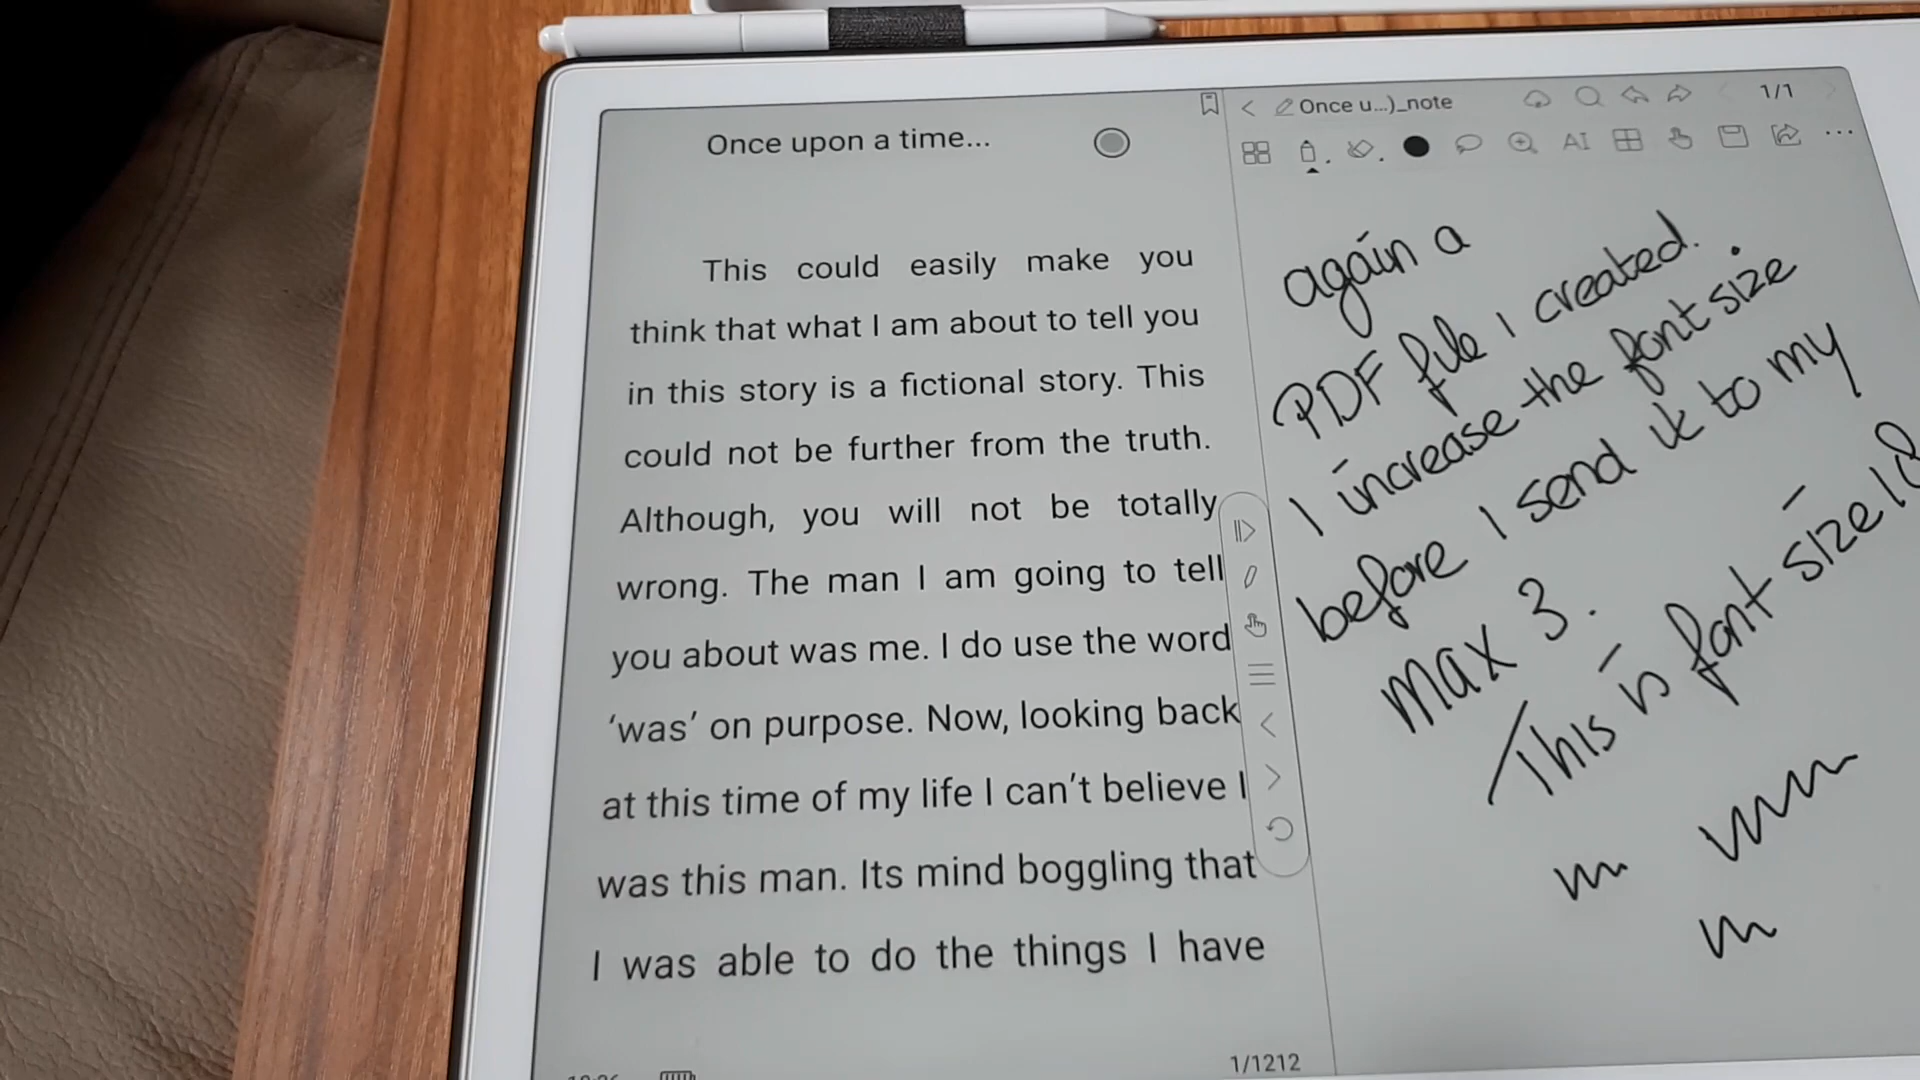 Once upon a time...
This could easily make you
think that what I am about to tell you
in this story is a fictional story. This
could not be further from the truth.
Although, you will not be totally
wrong. The man I am going to tell
you about was me. I do use the word
‘was’ on purpose. Now, looking back
at this time of my life I can’t believe I
was this man. Its mind boggling that
I was able to do the things I have
1/1212
Once u...)_note
1/1
AI
again a
PDF file I created.
I increase the font size
before I send it to my
max 3.
This is font size